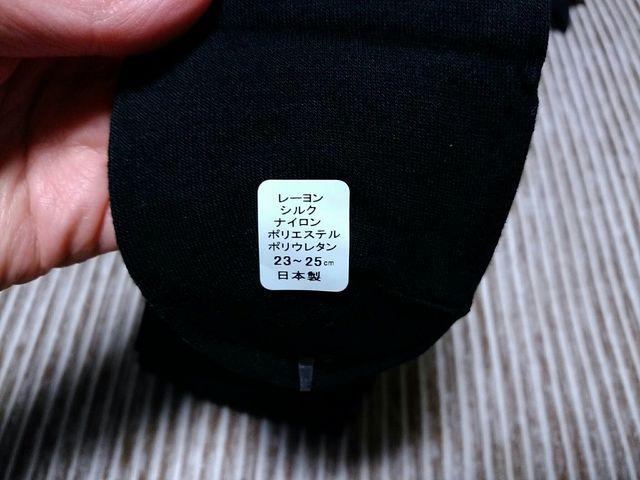 レーヨン
シルク
ナイロン
ポリエステル
ポリウレタン
23～25cm
日本製